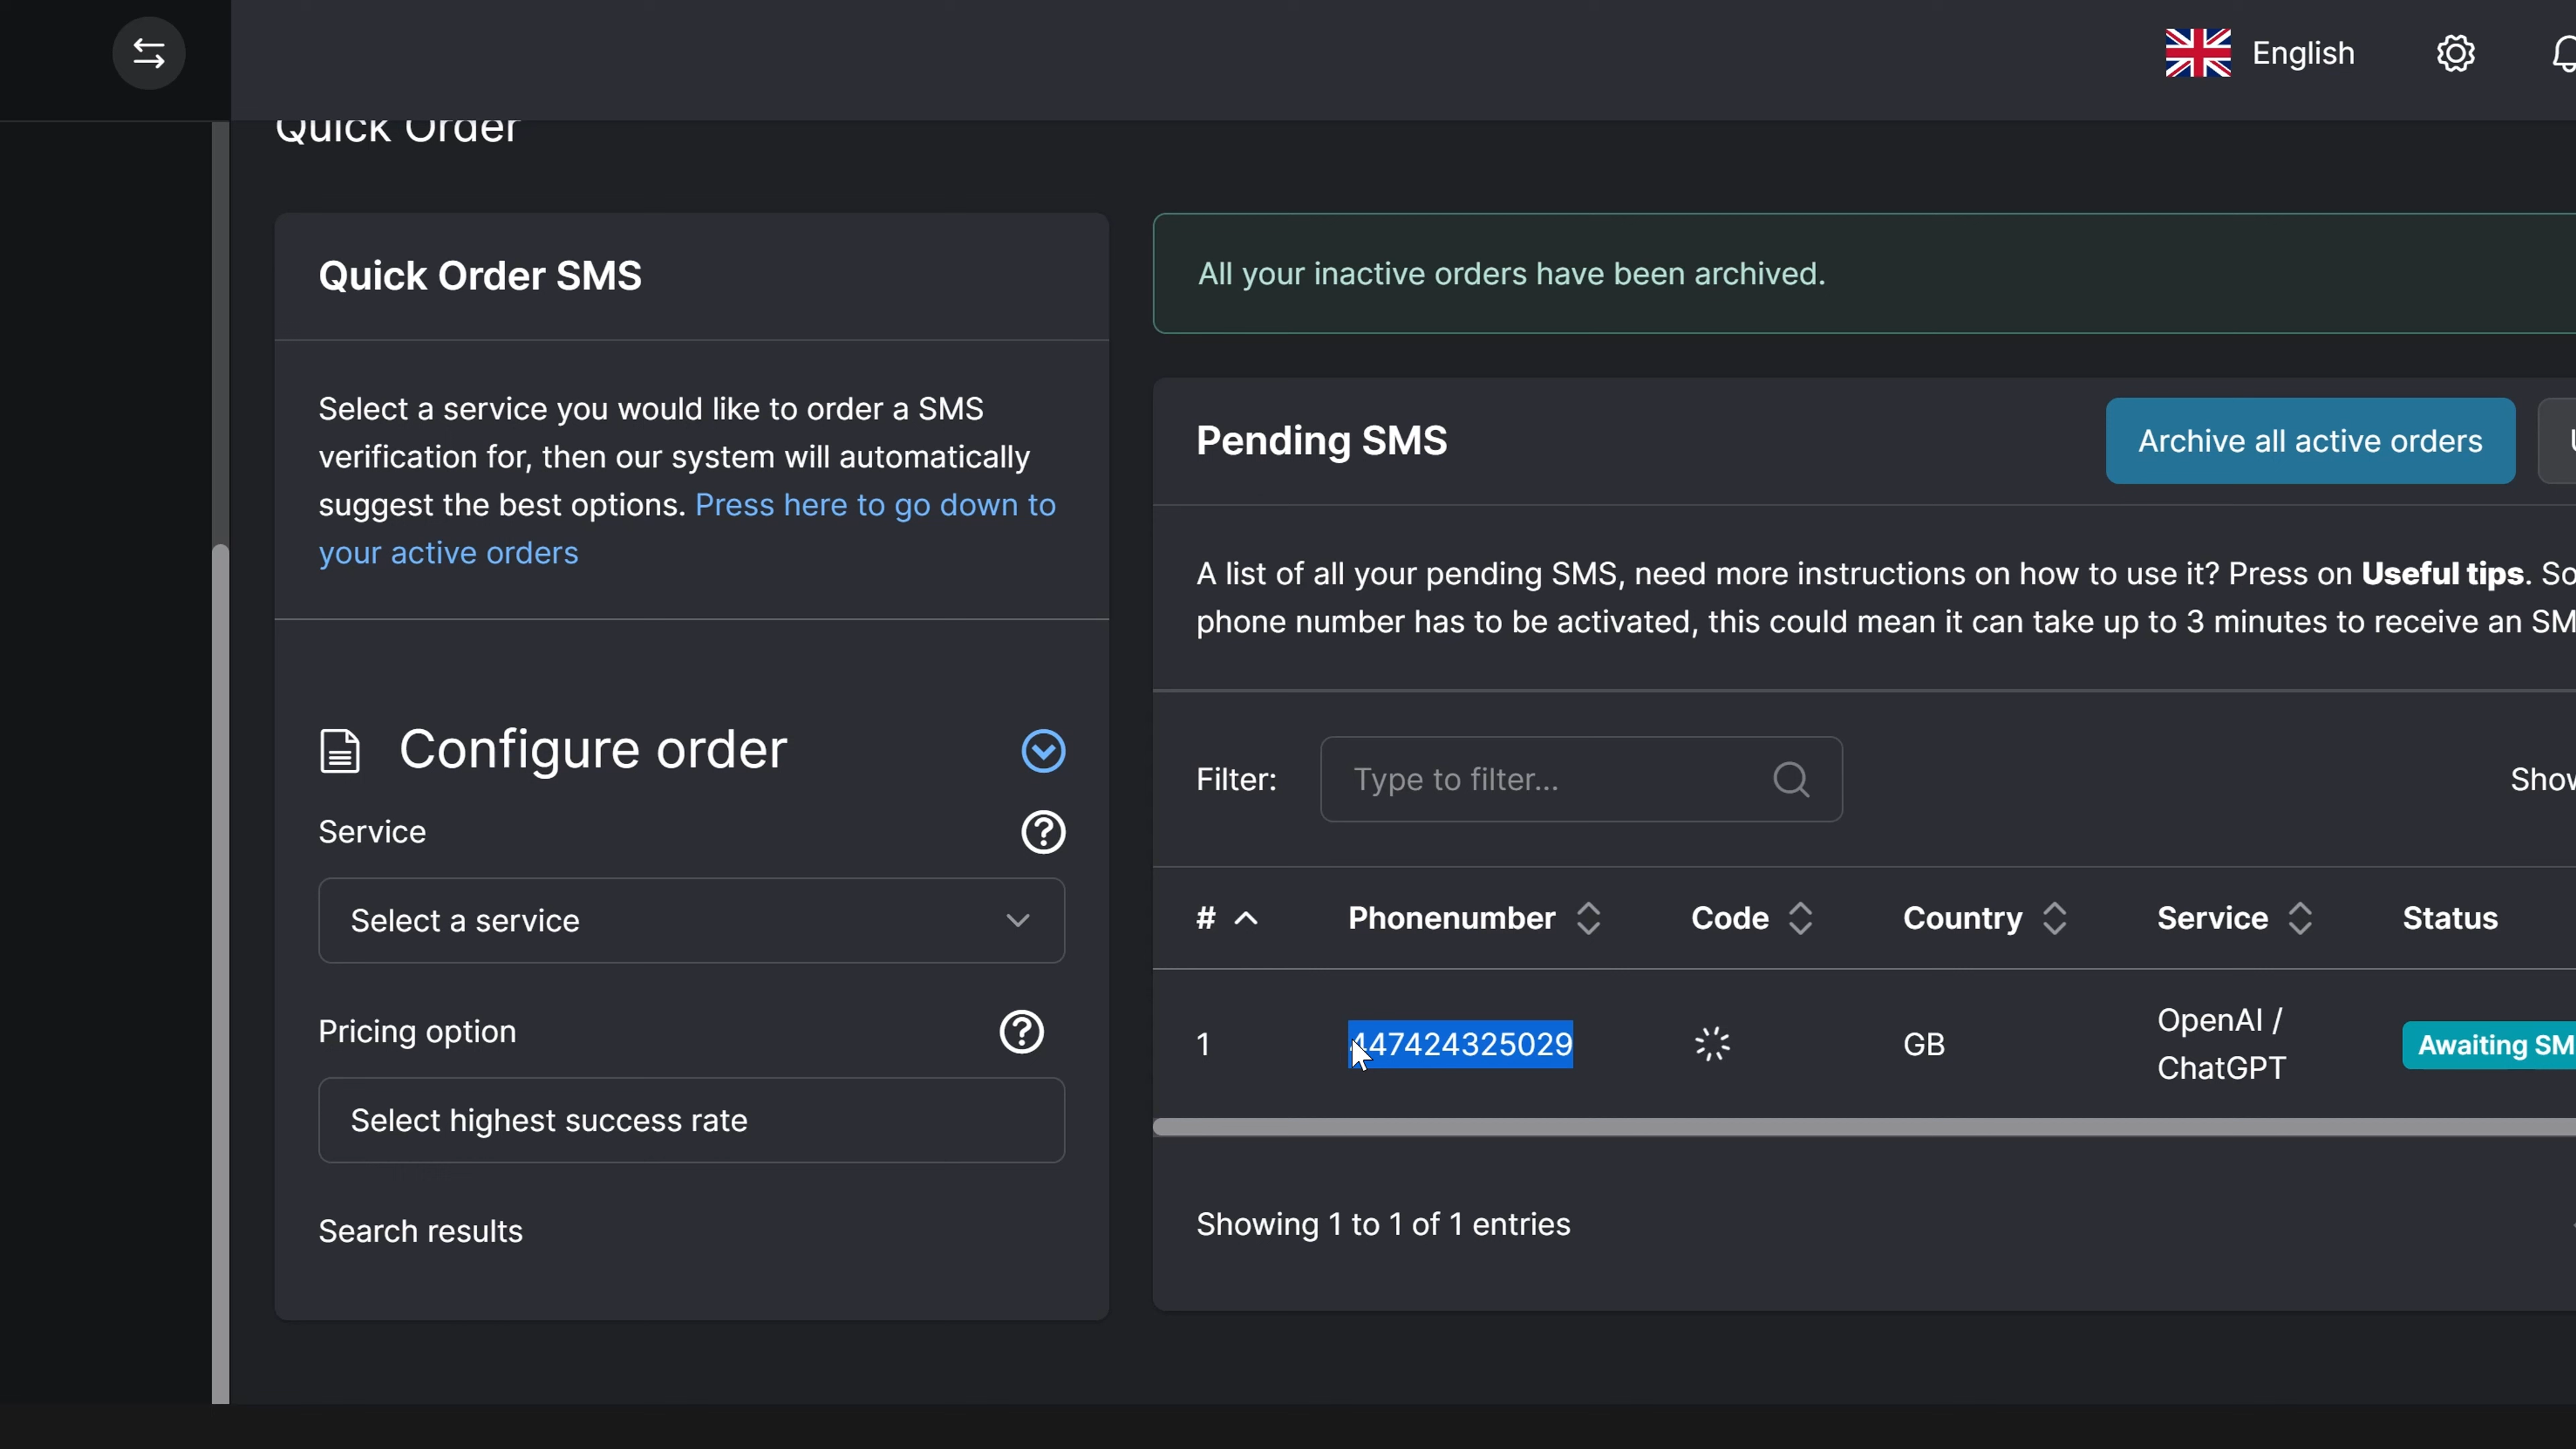 English
Quick Order
Quick Order SMS
Select a service you would like to order a SMS
verification for, then our system will automatically
suggest the best options. Press here to go down to
your active orders
Configure order
Service
Select a service
Pricing option
Select highest success rate
Search results
All your inactive orders have been archived.
Pending SMS
Archive all active orders
A list of all your pending SMS, need more instructions on how to use it? Press on Useful tips. So
phone number has to be activated, this could mean it can take up to 3 minutes to receive an SM
Filter:
Type to filter...
Show
# Phonenumber Code Country Service Status
1 447424325029 GB OpenAI / Awaiting SM
ChatGPT
Showing 1 to 1 of 1 entries